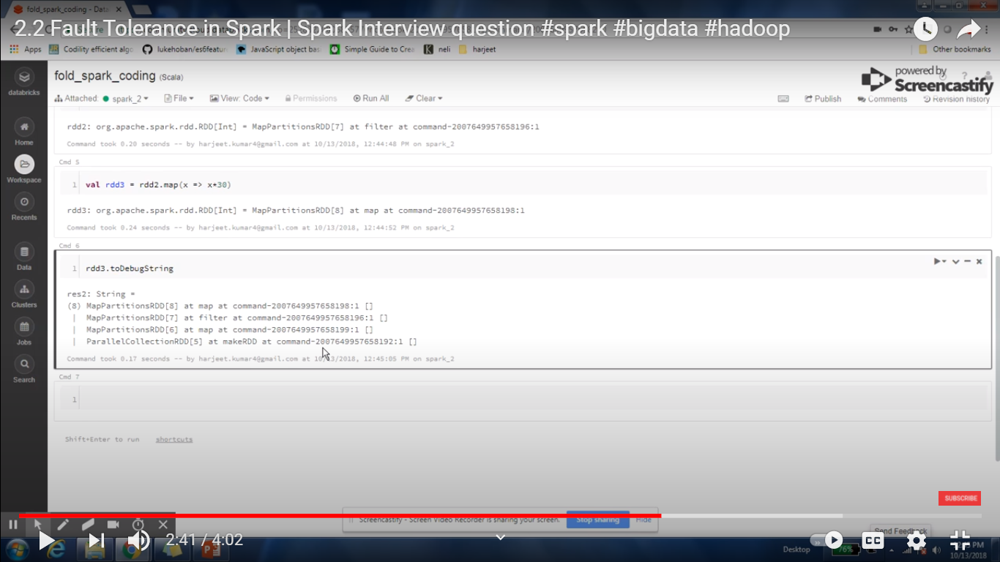 fold_spark_coding - Data
2.2 Fault Tolerance in Spark | Spark Interview question #spark #bigdata #hadoop
Apps Codility efficient algo lukehoban/es6featur JavaScript object bas Simple Guide to Crea neli harjeet Other bookmarks
databricks
fold_spark_coding (Scala)
powered by
Screencastify
Attached: spark_2 File View: Code Permissions Run All Clear Publish Comments Revision history
rdd2: org.apache.spark.rdd.RDD[Int] = MapPartitionsRDD[7] at filter at command-2007649957658196:1
Command took 0.20 seconds -- by harjeet.kumar4@gmail.com at 10/13/2018, 12:44:48 PM on spark_2
Home
Workspace
Recents
Data
Clusters
Jobs
Search
Cmd 5
1 val rdd3 = rdd2.map(x => x*30)
rdd3: org.apache.spark.rdd.RDD[Int] = MapPartitionsRDD[8] at map at command-2007649957658198:1
Command took 0.24 seconds -- by harjeet.kumar4@gmail.com at 10/13/2018, 12:44:52 PM on spark_2
Cmd 6
1 rdd3.toDebugString
res2: String =
(8) MapPartitionsRDD[8] at map at command-2007649957658198:1 []
| MapPartitionsRDD[7] at filter at command-2007649957658196:1 []
| MapPartitionsRDD[6] at map at command-2007649957658199:1 []
| ParallelCollectionRDD[5] at makeRDD at command-2007649957658192:1 []
Command took 0.17 seconds -- by harjeet.kumar4@gmail.com at 10/13/2018, 12:45:05 PM on spark_2
Cmd 7
1
Shift+Enter to run shortcuts
SUBSCRIBE
Screencastify - Screen Video Recorder is sharing your screen. Stop sharing Hide
Send Feedback
2:41 / 4:02
CC
Desktop 76% PM
10/13/2018